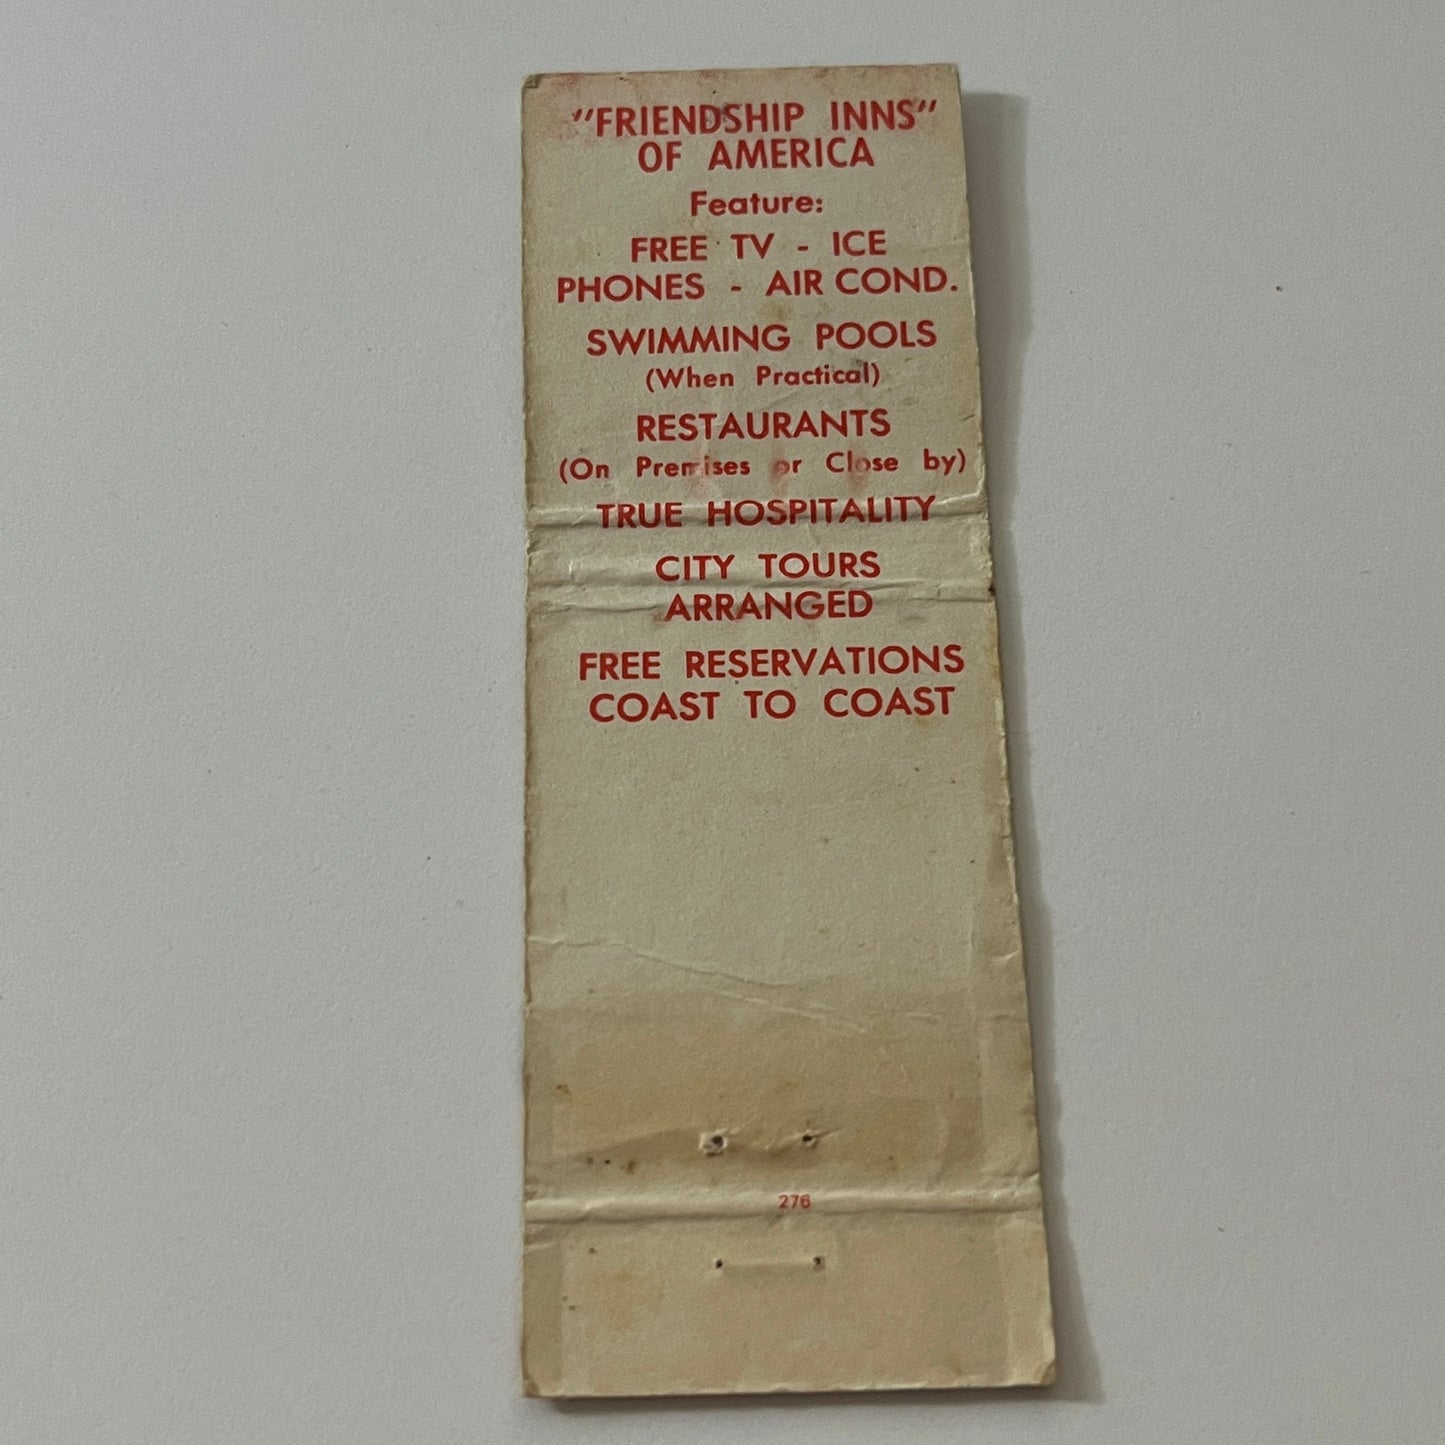 "FRIENDSHIP INNS"
OF AMERICA
Feature:
FREE TV - ICE
PHONES - AIR COND.
SWIMMING POOLS
(When Practical)
RESTAURANTS
(On Premises or Close by)
TRUE HOSPITALITY
CITY TOURS
ARRANGED
FREE RESERVATIONS
COAST TO COAST
276